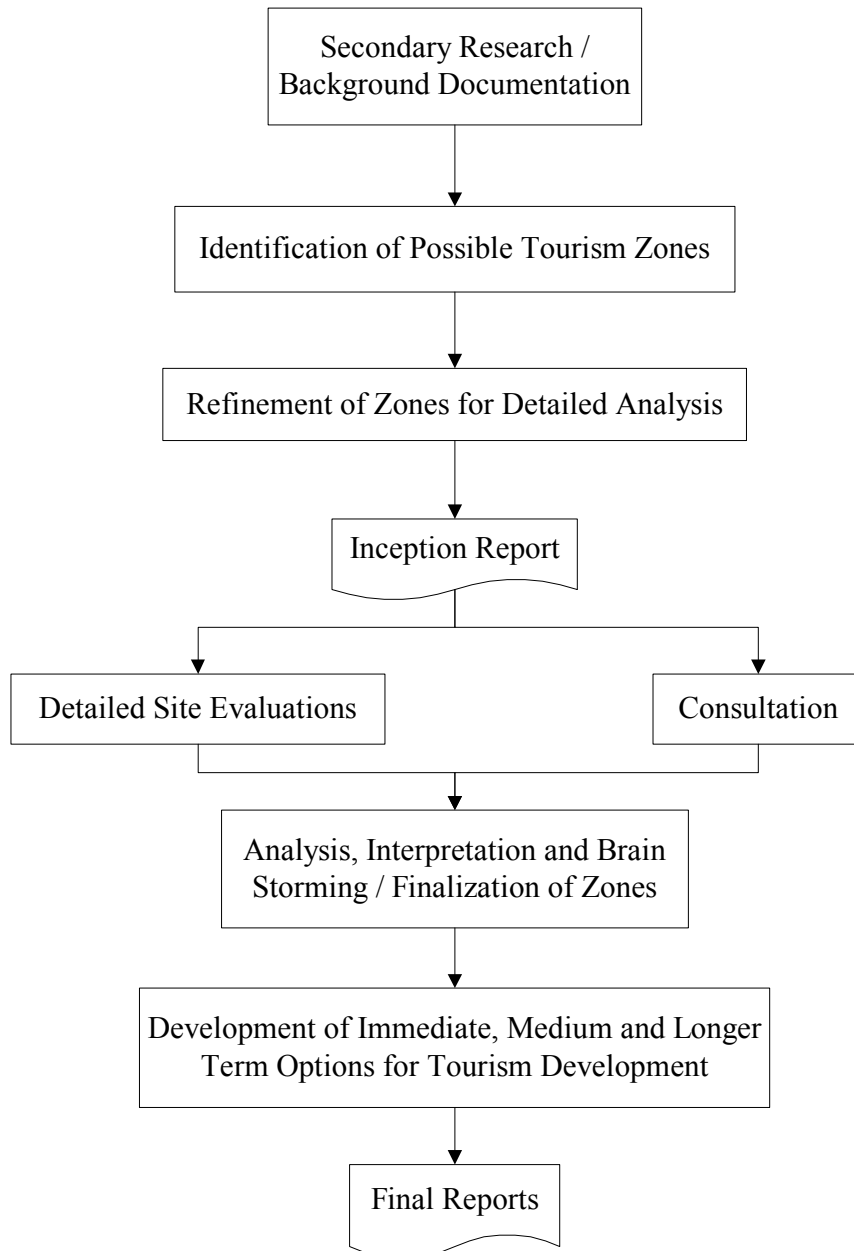 Secondary Research /
Background Documentation
Identification of Possible Tourism Zones
Refinement of Zones for Detailed Analysis
Inception Report
Detailed Site Evaluations
Consultation
Analysis, Interpretation and Brain
Storming / Finalization of Zones
Development of Immediate, Medium and Longer
Term Options for Tourism Development
Final Reports